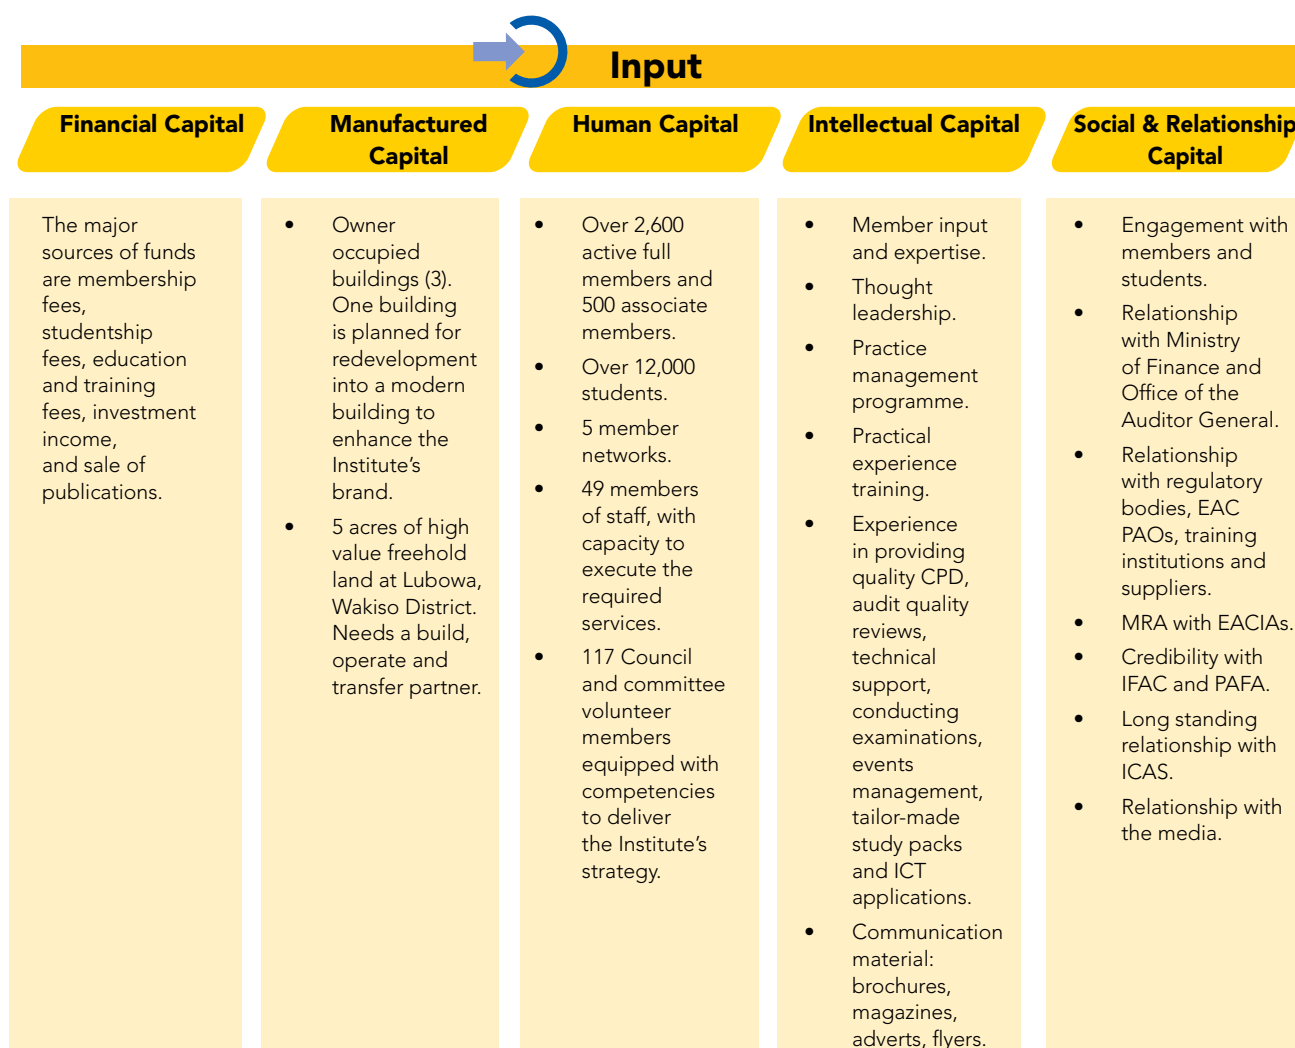 Input
Financial Capital
The major
sources of funds
are membership
fees,
studentship
fees, education
and training
fees, investment
income,
and sale of
publications.
Manufactured
Capital
• Owner
occupied
buildings (3).
One building
is planned for
redevelopment
into a modern
building to
enhance the
Institute’s
brand.
• 5 acres of high
value freehold
land at Lubowa,
Wakiso District.
Needs a build,
operate and
transfer partner.
Human Capital
• Over 2,600
active full
members and
500 associate
members.
• Over 12,000
students.
• 5 member
networks.
• 49 members
of staff, with
capacity to
execute the
required
services.
• 117 Council
and committee
volunteer
members
equipped with
competencies
to deliver
the Institute’s
strategy.
Intellectual Capital
• Member input
and expertise.
• Thought
leadership.
• Practice
management
programme.
• Practical
experience
training.
• Experience
in providing
quality CPD,
audit quality
reviews,
technical
support,
conducting
examinations,
events
management,
tailor-made
study packs
and ICT
applications.
• Communication
material:
brochures,
magazines,
adverts, flyers.
Social & Relationship
Capital
• Engagement with
members and
students.
• Relationship
with Ministry
of Finance and
Office of the
Auditor General.
• Relationship
with regulatory
bodies, EAC
PAOs, training
institutions and
suppliers.
• MRA with EACIAs.
• Credibility with
IFAC and PAFA.
• Long standing
relationship with
ICAS.
• Relationship with
the media.